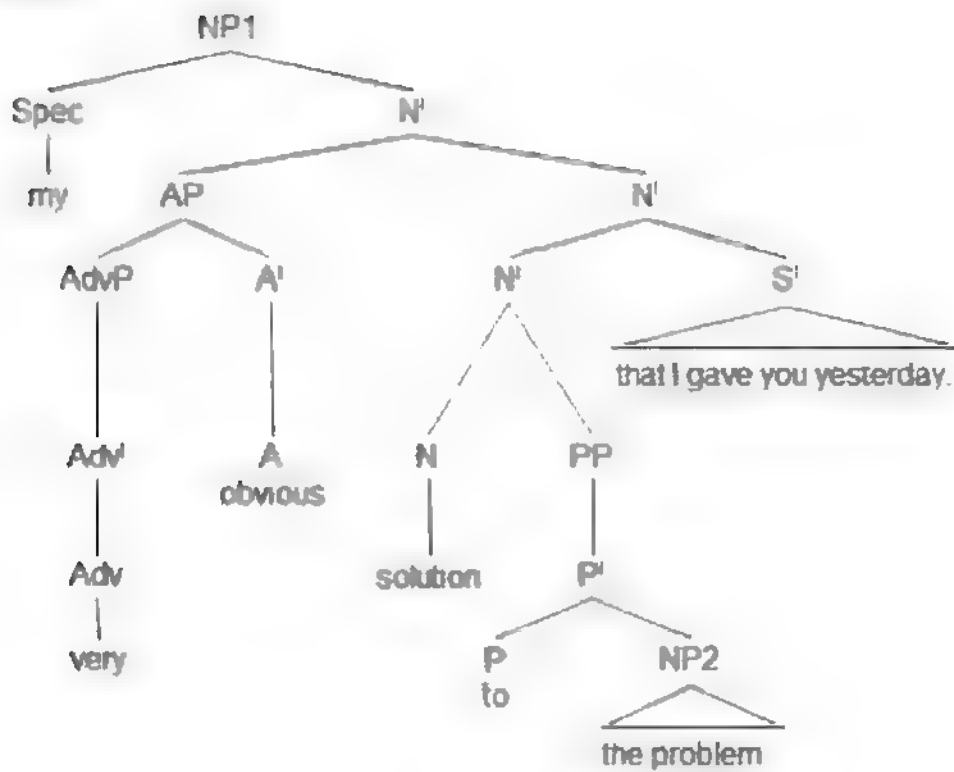 NP1
Spec N'
my AP N'
AdvP A' N' S'
that I gave you yesterday.
Adv' A N PP
obvious
Adv solution P'
very P NP2
to
the problem